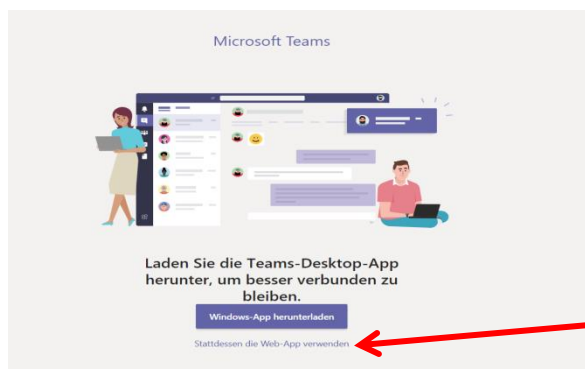 Microsoft Teams
Laden Sie die Teams-Desktop-App
herunter, um besser verbunden zu
bleiben.
Windows-App herunterladen
Stattdessen die Web-App verwenden